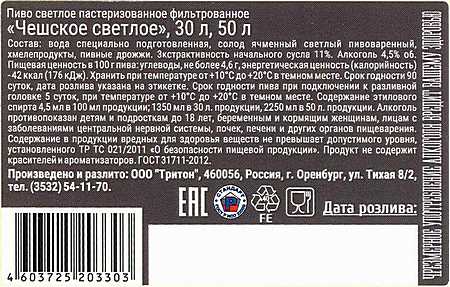 Пиво светлое пастеризованное фильтрованное
«Чешское светлое», 30 л, 50 л
Состав: вода специально подготовленная, солод ячменный светлый пивоваренный,
хмелепродукты, пивные дрожжи. Экстрактивность начального сусла 11%. Алкоголь 4,5% об.
Пищевая ценность в 100 г пива: углеводы, не более 4,6 г, энергетическая ценность (калорийность)
- 42 ккал (176 кДж). Хранить при температуре от +10°С до +20°С в темном месте. Срок годности 90
суток, дата розлива указана на этикетке. Срок годности пива при подключении к разливной
головке 5 суток, при температуре от +10°С до +20°С в темном месте. Содержание этилового
спирта 4,5 мл в 100 мл продукции; 1350 мл в 30 л. продукции, 2250 мл в 50 л. продукции. Алкоголь
противопоказан детям и подросткам до 18 лет, беременным и кормящим женщинам, лицам с
заболеваниями центральной нервной системы, почек, печени и других органов пищеварения.
Содержание в продукции вредных для здоровья веществ не превышает допустимого уровня,
установленного ТР ТС 021/2011 «О безопасности пищевой продукции». Продукт не содержит
красителей и ароматизаторов. ГОСТ 31711-2012.
Произведено и разлито: ООО "Тритон", 460056, Россия, г. Оренбург, ул. Тихая 8/2,
тел. (3532) 54-11-70.
ЕАС
СТАНДАРТ
Р
FE
Дата розлива:
4 603725 203303
ЧРЕЗМЕРНОЕ УПОТРЕБЛЕНИЕ АЛКОГОЛЯ ВРЕДИТ ВАШЕМУ ЗДОРОВЬЮ